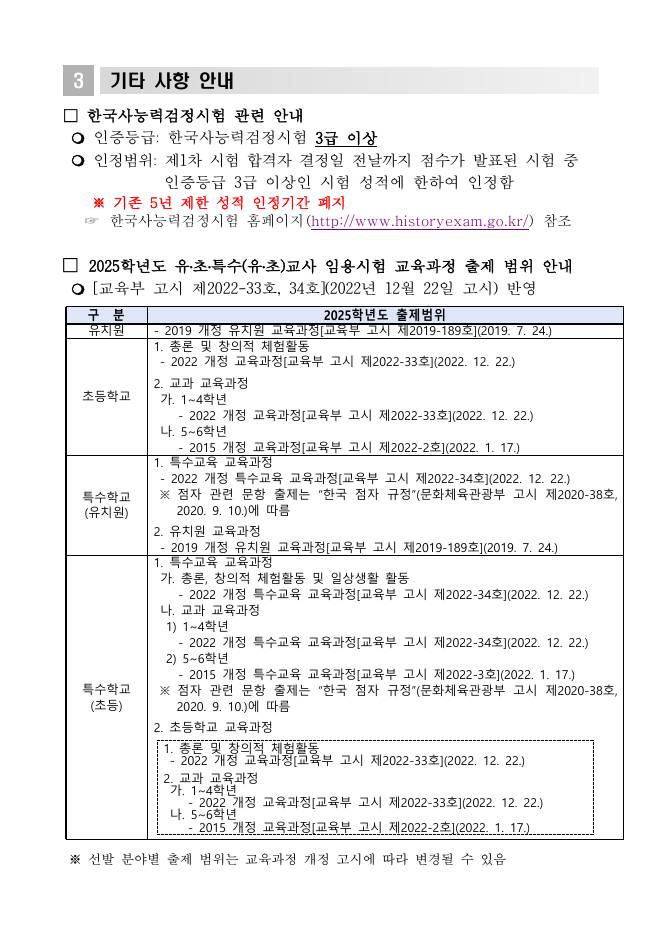 3 기타 사항 안내
□ 한국사능력검정시험 관련 안내
❍ 인증등급: 한국사능력검정시험 3급 이상
❍ 인정범위: 제1차 시험 합격자 결정일 전날까지 점수가 발표된 시험 중
인증등급 3급 이상인 시험 성적에 한하여 인정함
※ 기존 5년 제한 성적 인정기간 폐지
☞ 한국사능력검정시험 홈페이지(http://www.historyexam.go.kr/) 참조
□ 2025학년도 유·초·특수(유·초)교사 임용시험 교육과정 출제 범위 안내
❍ [교육부 고시 제2022-33호, 34호](2022년 12월 22일 고시) 반영
구 분 2025학년도 출제범위
유치원 - 2019 개정 유치원 교육과정[교육부 고시 제2019-189호](2019. 7. 24.)
초등학교
1. 총론 및 창의적 체험활동
- 2022 개정 교육과정[교육부 고시 제2022-33호](2022. 12. 22.)
2. 교과 교육과정
가. 1~4학년
- 2022 개정 교육과정[교육부 고시 제2022-33호](2022. 12. 22.)
나. 5~6학년
- 2015 개정 교육과정[교육부 고시 제2022-2호](2022. 1. 17.)
특수학교
(유치원)
1. 특수교육 교육과정
- 2022 개정 특수교육 교육과정[교육부 고시 제2022-34호](2022. 12. 22.)
※ 점자 관련 문항 출제는 “한국 점자 규정”(문화체육관광부 고시 제2020-38호,
2020. 9. 10.)에 따름
2. 유치원 교육과정
- 2019 개정 유치원 교육과정[교육부 고시 제2019-189호](2019. 7. 24.)
특수학교
(초등)
1. 특수교육 교육과정
가. 총론, 창의적 체험활동 및 일상생활 활동
- 2022 개정 특수교육 교육과정[교육부 고시 제2022-34호](2022. 12. 22.)
나. 교과 교육과정
1) 1~4학년
- 2022 개정 특수교육 교육과정[교육부 고시 제2022-34호](2022. 12. 22.)
2) 5~6학년
- 2015 개정 특수교육 교육과정[교육부 고시 제2022-3호](2022. 1. 17.)
※ 점자 관련 문항 출제는 “한국 점자 규정”(문화체육관광부 고시 제2020-38호,
2020. 9. 10.)에 따름
2. 초등학교 교육과정
1. 총론 및 창의적 체험활동
- 2022 개정 교육과정[교육부 고시 제2022-33호](2022. 12. 22.)
2. 교과 교육과정
가. 1~4학년
- 2022 개정 교육과정[교육부 고시 제2022-33호](2022. 12. 22.)
나. 5~6학년
- 2015 개정 교육과정[교육부 고시 제2022-2호](2022. 1. 17.)
※ 선발 분야별 출제 범위는 교육과정 개정 고시에 따라 변경될 수 있음